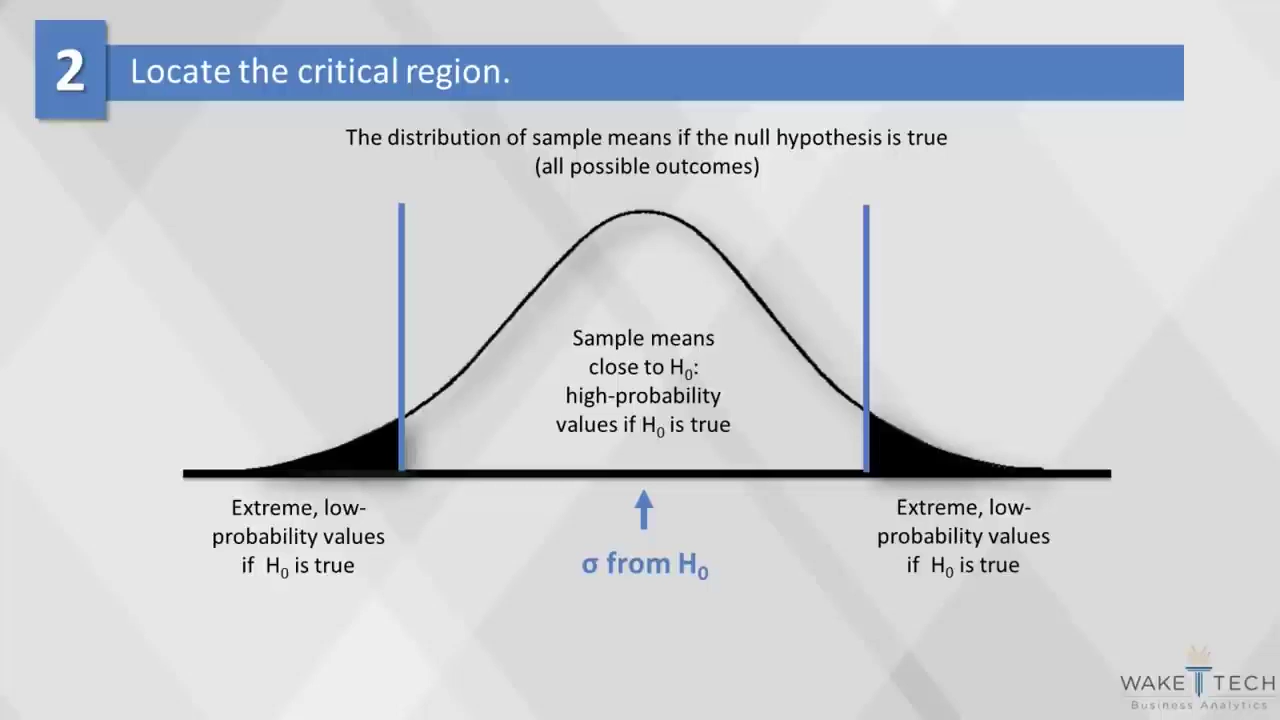 2
Locate the critical region.
The distribution of sample means if the null hypothesis is true
(all possible outcomes)
Sample means
close to H₀:
high-probability
values if H₀ is true
Extreme, low-
probability values
if H₀ is true
σ from H₀
Extreme, low-
probability values
if H₀ is true
WAKE TECH
Business Analytics